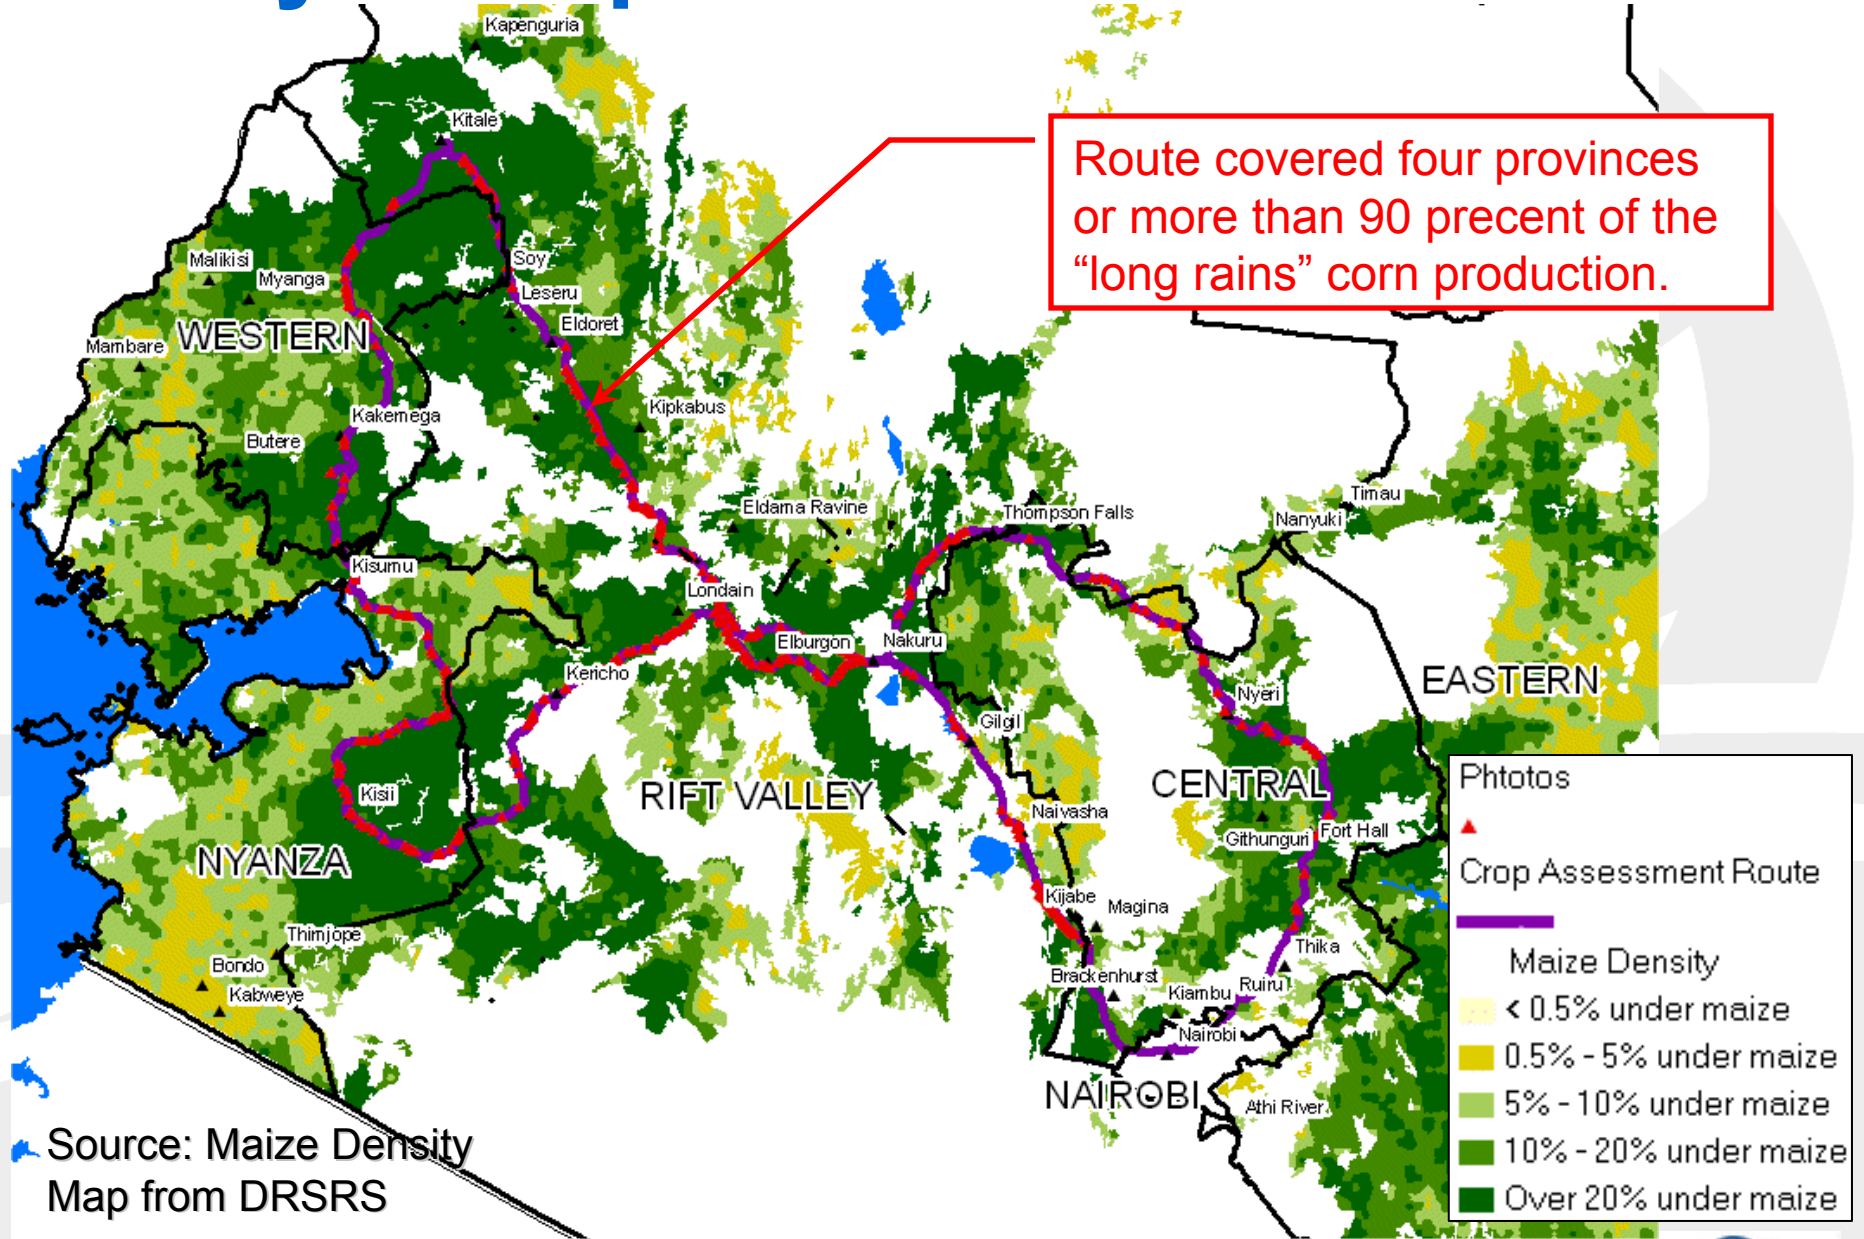 Kapenguria
Kitale
Route covered four provinces
or more than 90 precent of the
“long rains” corn production.
Malikisi
Myanga
Soy
Leseru
Eldoret
WESTERN
Mambare
Kakemega
Butere
Kipkabus
Eldama Ravine
Thompson Falls
Timau
Nanyuki
Kisumu
Londain
Elburgon
Nakuru
Kericho
Nyeri
EASTERN
Gilgil
Kisii
RIFT VALLEY
CENTRAL
Naivasha
Githunguri
Fort Hall
NYANZA
Kijabe
Magina
Thimjope
Thika
Bondo
Kabweye
Brackenhurst
Kiambu
Ruiru
Nairobi
NAIROBI
Athi River
Phtotos
Crop Assessment Route
Maize Density
< 0.5% under maize
0.5% - 5% under maize
5% - 10% under maize
10% - 20% under maize
Over 20% under maize
Source: Maize Density
Map from DRSRS